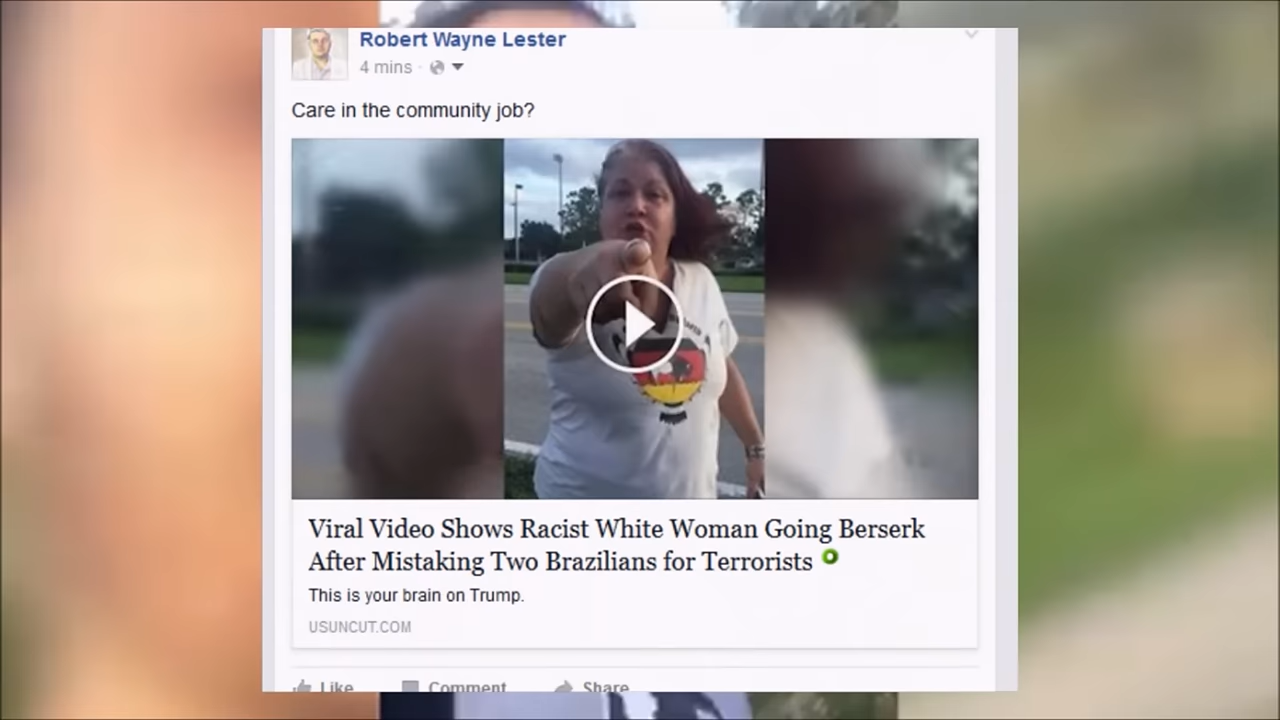 Robert Wayne Lester
4 mins ·
Care in the community job?
Viral Video Shows Racist White Woman Going Berserk
After Mistaking Two Brazilians for Terrorists
This is your brain on Trump.
USUNCUT.COM
Like Comment Share